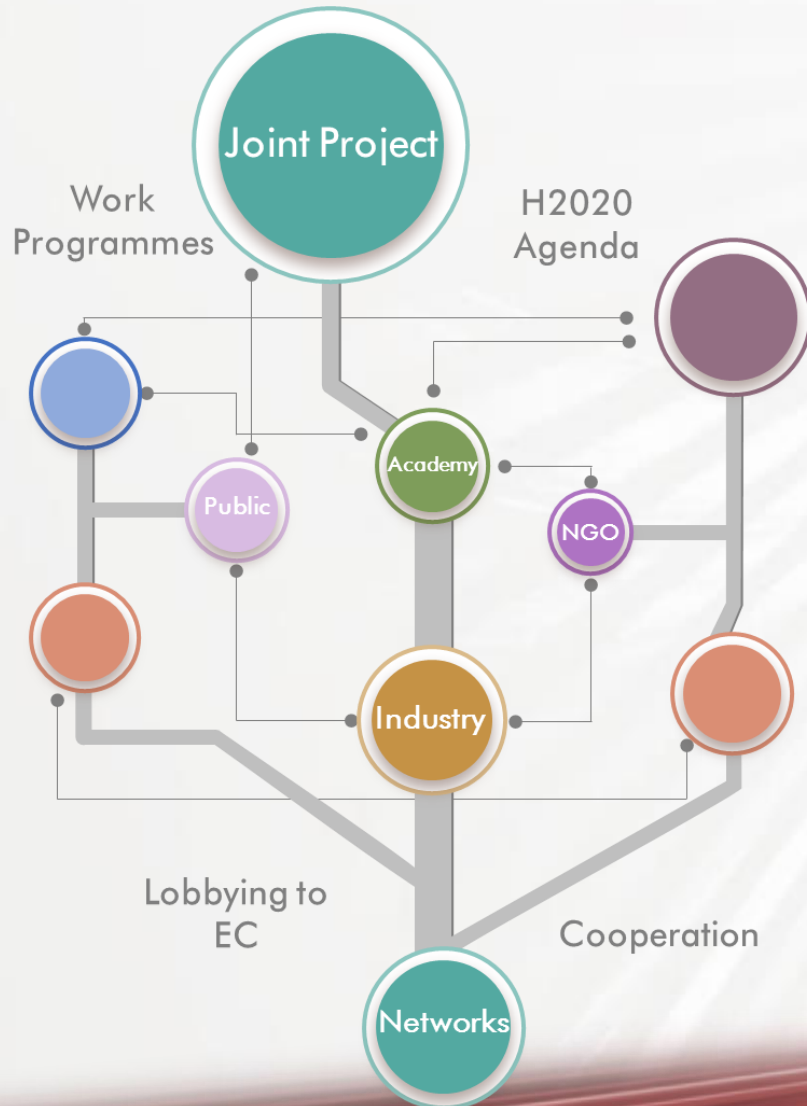 Joint Project
Work
Programmes
H2020
Agenda
Academy
Public
NGO
Industry
Lobbying to
EC
Cooperation
Networks